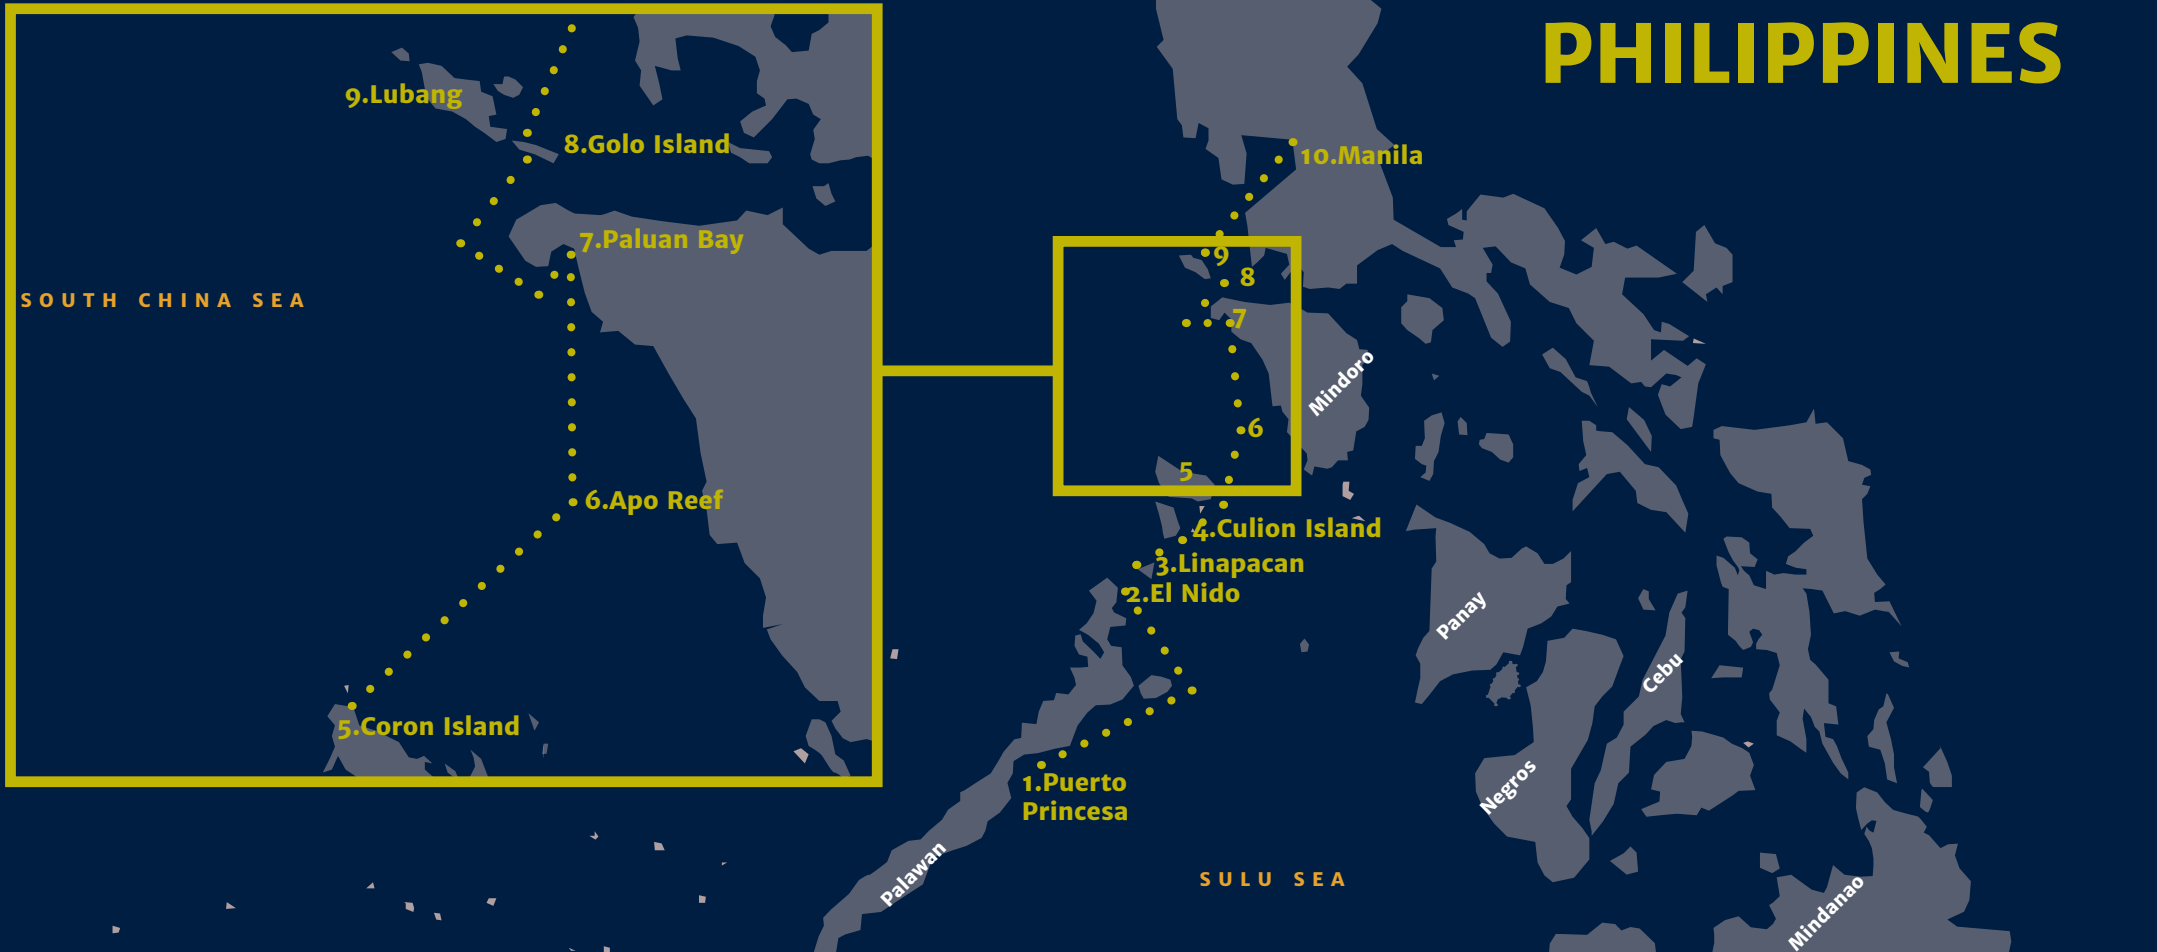 PHILIPPINES
9.Lubang
8.Golo Island
7.Paluan Bay
SOUTH CHINA SEA
6.Apo Reef
5.Coron Island
10.Manila
9
8
7
Mindoro
6
5
4.Culion Island
3.Linapacan
2.El Nido
1.Puerto
Princesa
Panay
Cebu
Negros
Palawan
SULU SEA
Mindanao